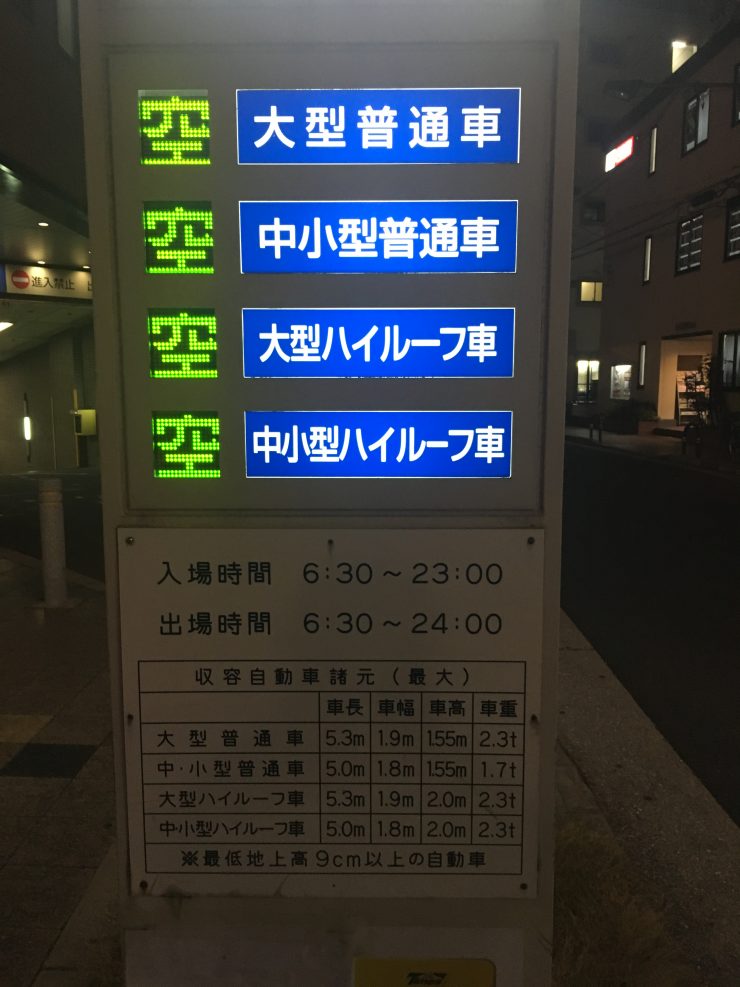 空 大型普通車
空 中小型普通車
空 大型ハイルーフ車
空 中小型ハイルーフ車
進入禁止
入場時間 6:30～23:00
出場時間 6:30～24:00
収容自動車諸元(最大)
車長 車幅 車高 車重
大型普通車 5.3m 1.9m 1.55m 2.3t
中・小型普通車 5.0m 1.8m 1.55m 1.7t
大型ハイルーフ車 5.3m 1.9m 2.0m 2.3t
中・小型ハイルーフ車 5.0m 1.8m 2.0m 2.3t
※最低地上高9cm以上の自動車